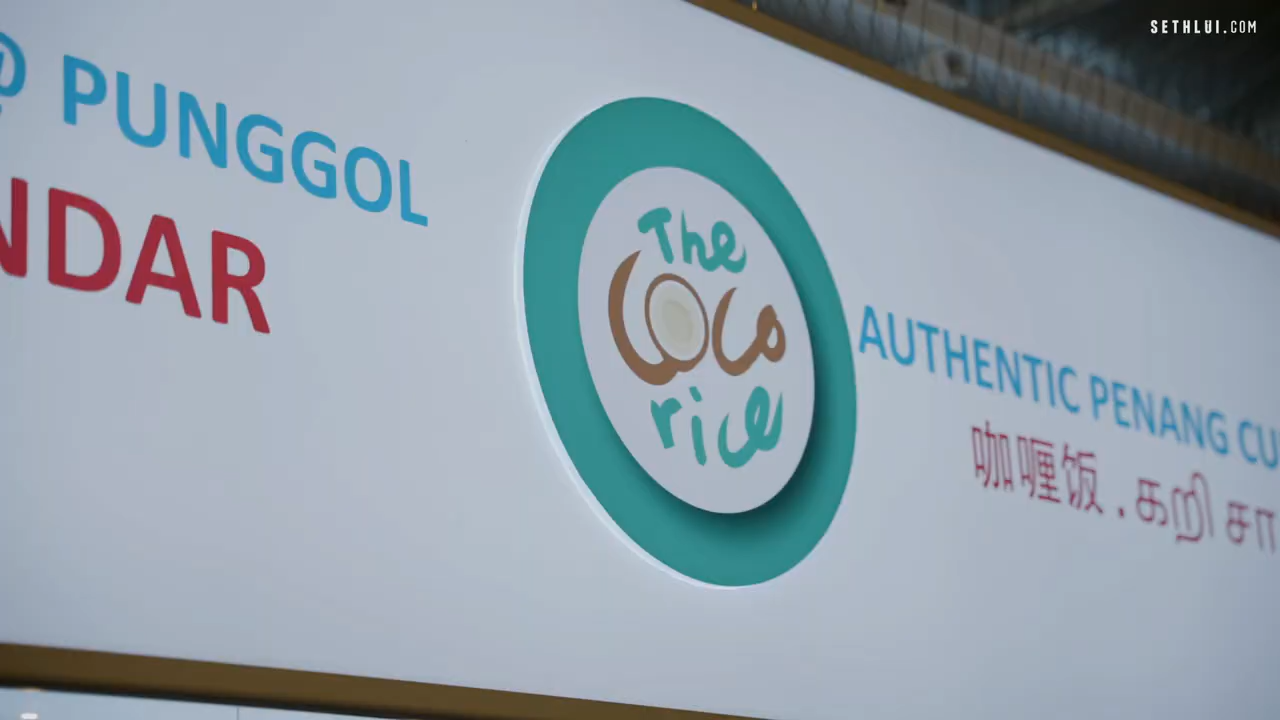 SETHLUI.COM
@ PUNGGOL
NDAR
The
Coco
rice
AUTHENTIC PENANG CU
咖喱饭 . கறி சா